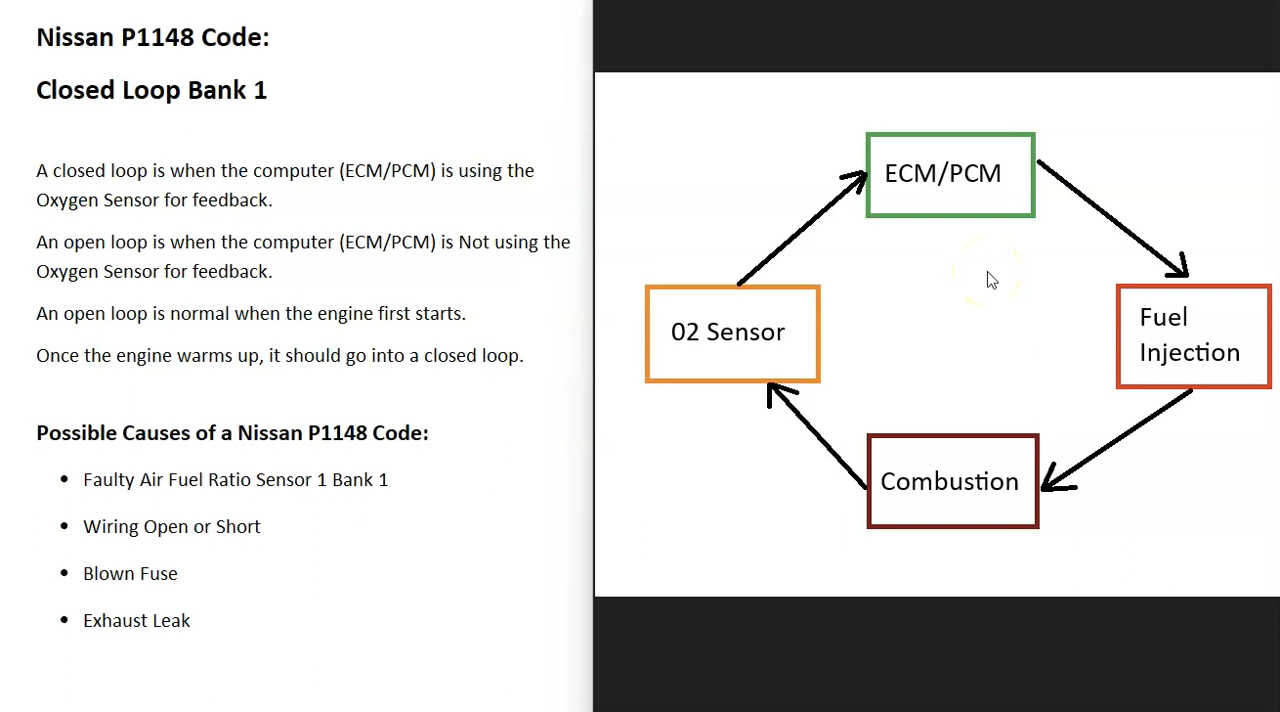 Nissan P1148 Code:
Closed Loop Bank 1
A closed loop is when the computer (ECM/PCM) is using the
Oxygen Sensor for feedback.
An open loop is when the computer (ECM/PCM) is Not using the
Oxygen Sensor for feedback.
An open loop is normal when the engine first starts.
Once the engine warms up, it should go into a closed loop.
Possible Causes of a Nissan P1148 Code:
• Faulty Air Fuel Ratio Sensor 1 Bank 1
• Wiring Open or Short
• Blown Fuse
• Exhaust Leak
ECM/PCM
02 Sensor
Fuel
Injection
Combustion